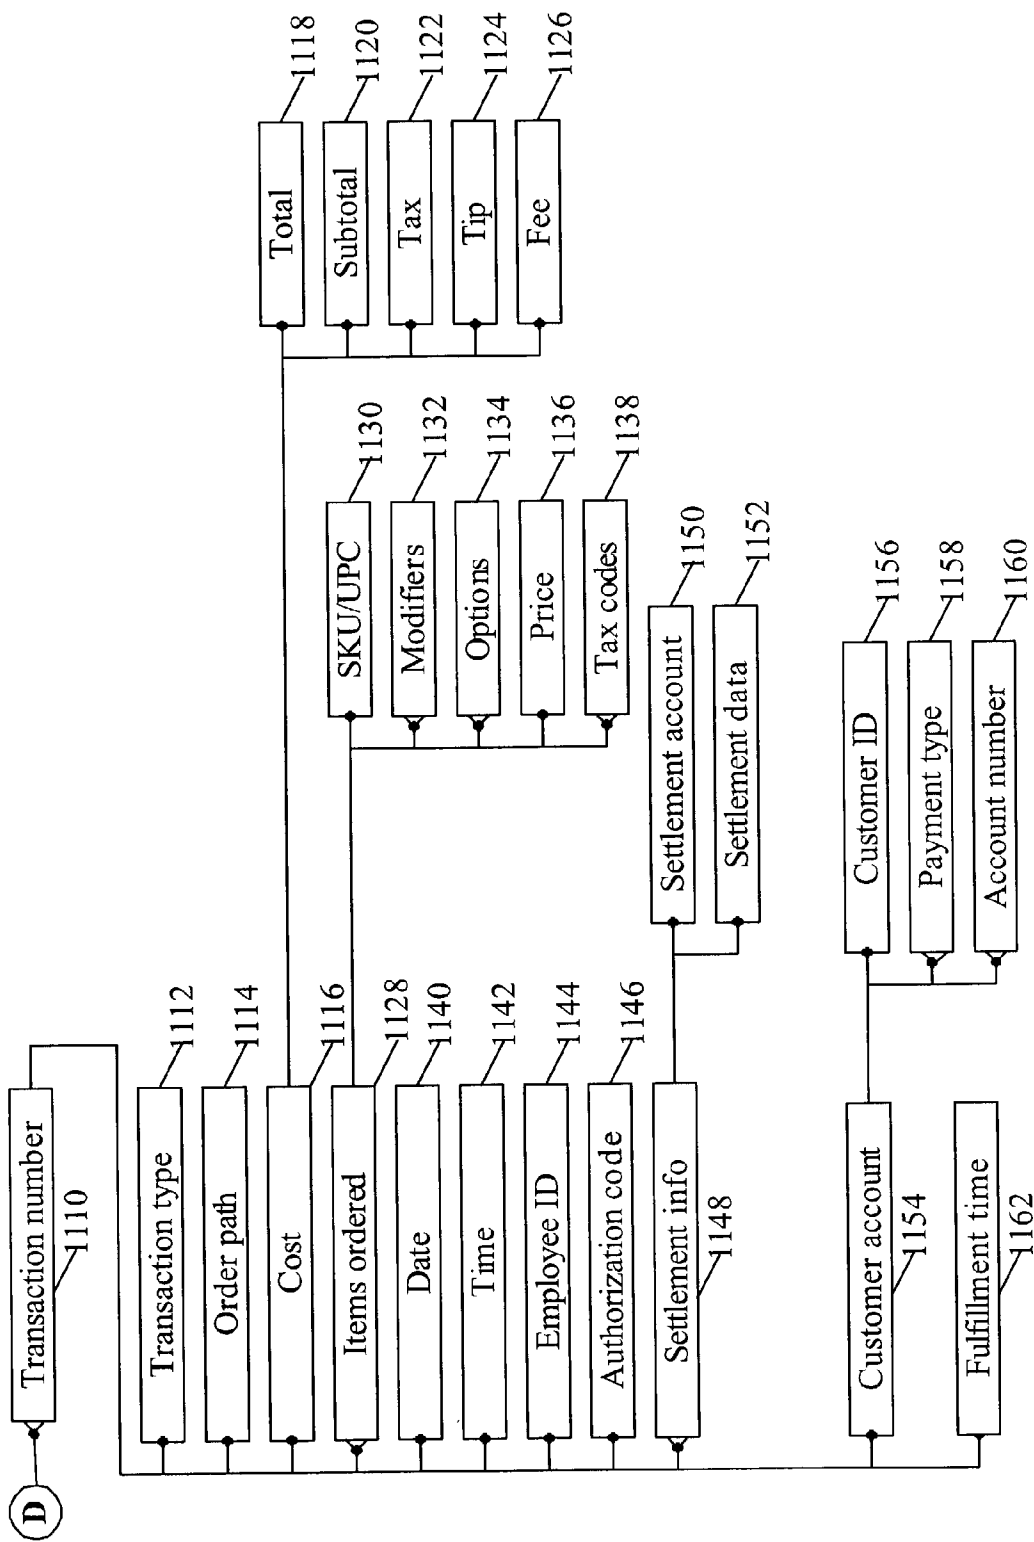 D
Transaction number
1110
Transaction type
1112
Order path
1114
Cost
1116
Total
1118
Subtotal
1120
Tax
1122
Tip
1124
Fee
1126
Items ordered
1128
SKU/UPC
1130
Modifiers
1132
Options
1134
Price
1136
Tax codes
1138
Date
1140
Time
1142
Employee ID
1144
Authorization code
1146
Settlement info
1148
Settlement account
1150
Settlement data
1152
Customer account
1154
Customer ID
1156
Payment type
1158
Account number
1160
Fulfillment time
1162